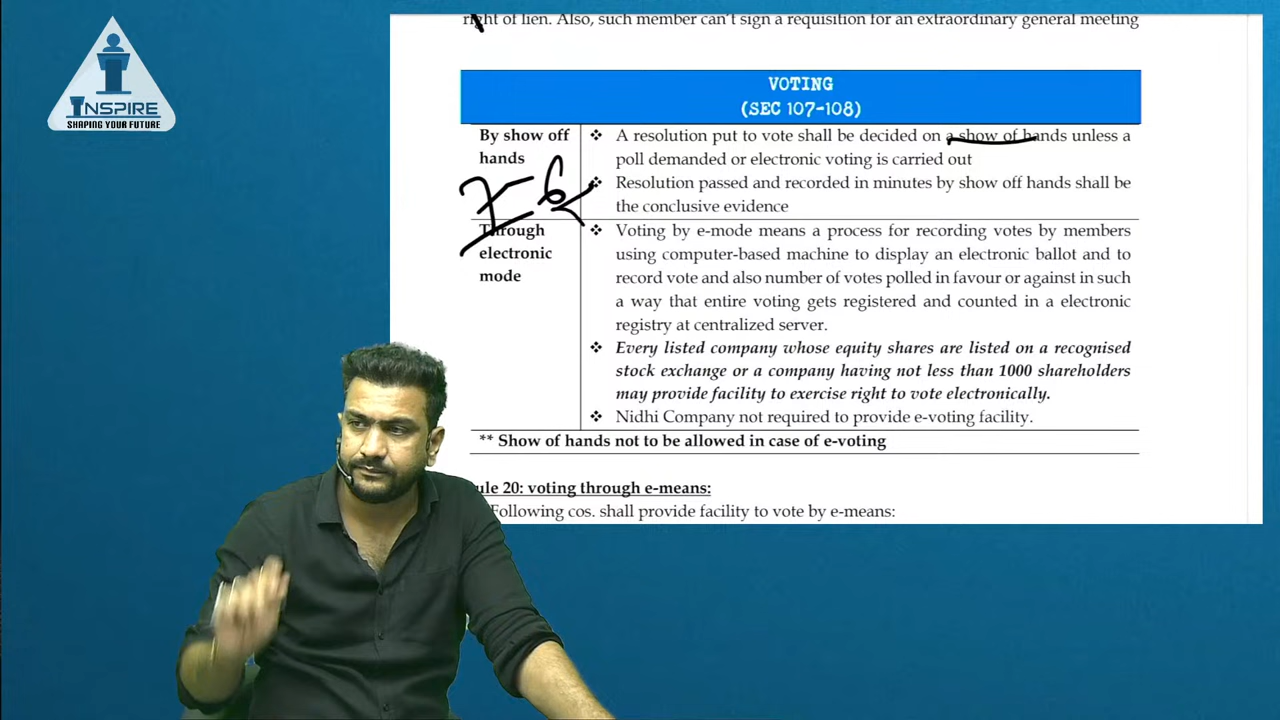 INSPIRE
SHAPING YOUR FUTURE
right of lien. Also, such member can't sign a requisition for an extraordinary general meeting
VOTING
(SEC 107-108)
By show off hands
❖ A resolution put to vote shall be decided on a show of hands unless a
poll demanded or electronic voting is carried out
❖ Resolution passed and recorded in minutes by show off hands shall be
the conclusive evidence
7 - 6
Through
electronic
mode
❖ Voting by e-mode means a process for recording votes by members
using computer-based machine to display an electronic ballot and to
record vote and also number of votes polled in favour or against in such
a way that entire voting gets registered and counted in a electronic
registry at centralized server.
❖ Every listed company whose equity shares are listed on a recognised
stock exchange or a company having not less than 1000 shareholders
may provide facility to exercise right to vote electronically.
❖ Nidhi Company not required to provide e-voting facility.
** Show of hands not to be allowed in case of e-voting
ule 20: voting through e-means:
Following cos. shall provide facility to vote by e-means: